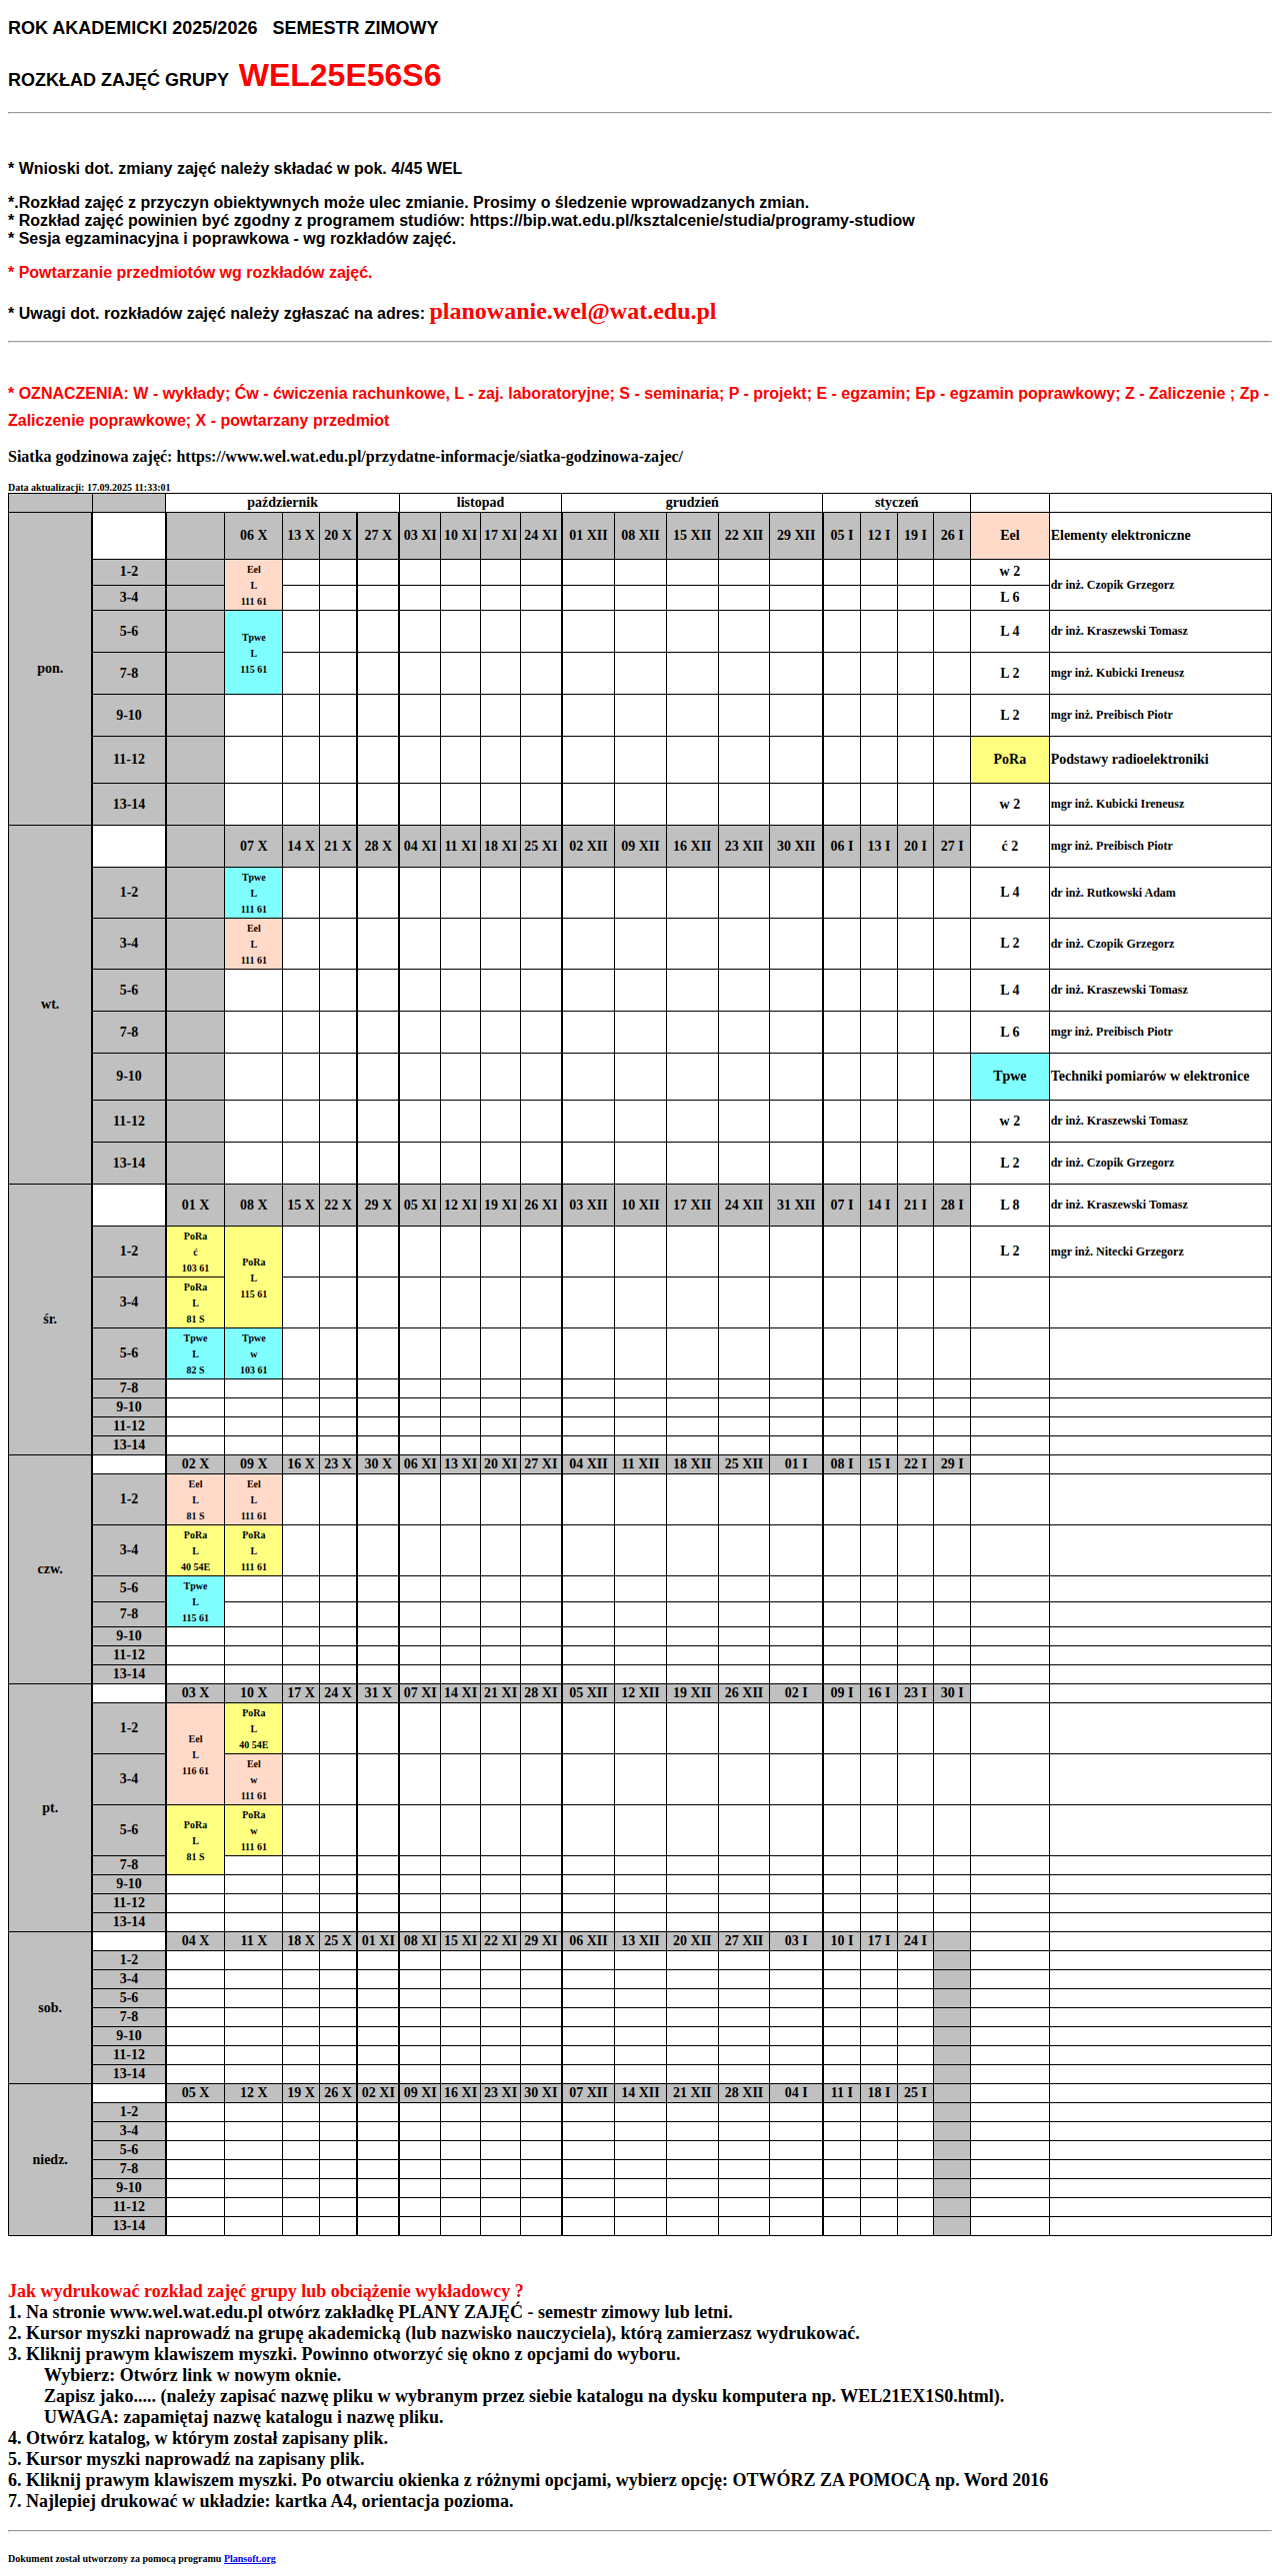 ROK AKADEMICKI 2025/2026 SEMESTR ZIMOWY
ROZKŁAD ZAJĘĆ GRUPY WEL25E56S6
* Wnioski dot. zmiany zajęć należy składać w pok. 4/45 WEL
*.Rozkład zajęć z przyczyn obiektywnych może ulec zmianie. Prosimo o śledzenie wprowadzanych zmian.
* Rozkład zajęć powinien być zgodny z programem studiów: https://bip.wat.edu.pl/ksztalcenie/studia/programy-studiow
* Sesja egzaminacyjna i poprawkowa - wg rozkładów zajęć.
* Powtarzanie przedmiotów wg rozkładów zajęć.
* Uwagi dot. rozkładów zajęć należy zgłaszać na adres: planowanie.wel@wat.edu.pl
* OZNACZENIA: W - wykłady; Ćw - ćwiczenia rachunkowe, L - zaj. laboratoryjne; S - seminaria; P - projekt; E - egzamin; Ep - egzamin poprawkowy; Z - Zaliczenie ; Zp -
Zaliczenie poprawkowe; X - powtarzany przedmiot
Siatka godzinowa zajęć: https://www.wel.wat.edu.pl/przydatne-informacje/siatka-godzinowa-zajec/
Data aktualizacji: 17.09.2025 11:33:01
październik listopad grudzień styczeń
pon. 06 X 13 X 20 X 27 X 03 XI 10 XI 17 XI 24 XI 01 XII 08 XII 15 XII 22 XII 29 XII 05 I 12 I 19 I 26 I Eel Elementy elektroniczne
1-2 Eel L 111 61 w 2 dr inż. Czopik Grzegorz
3-4 L 6
5-6 Tpwe L 115 61 L 4 dr inż. Kraszewski Tomasz
7-8 L 2 mgr inż. Kubicki Ireneusz
9-10 L 2 mgr inż. Preibisch Piotr
11-12 PoRa Podstawy radioelektroniki
13-14 w 2 mgr inż. Kubicki Ireneusz
wt. 07 X 14 X 21 X 28 X 04 XI 11 XI 18 XI 25 XI 02 XII 09 XII 16 XII 23 XII 30 XII 06 I 13 I 20 I 27 I ć 2 mgr inż. Preibisch Piotr
1-2 Tpwe L 111 61 L 4 dr inż. Rutkowski Adam
3-4 Eel L 111 61 L 2 dr inż. Czopik Grzegorz
5-6 L 4 dr inż. Kraszewski Tomasz
7-8 L 6 mgr inż. Preibisch Piotr
9-10 Tpwe Techniki pomiarów w elektronice
11-12 w 2 dr inż. Kraszewski Tomasz
13-14 L 2 dr inż. Czopik Grzegorz
śr. 01 X 08 X 15 X 22 X 29 X 05 XI 12 XI 19 XI 26 XI 03 XII 10 XII 17 XII 24 XII 31 XII 07 I 14 I 21 I 28 I L 8 dr inż. Kraszewski Tomasz
1-2 PoRa ć 103 61 PoRa L 115 61 L 2 mgr inż. Nitecki Grzegorz
3-4 PoRa L 81 S
5-6 Tpwe L 82 S Tpwe w 103 61
7-8
9-10
11-12
13-14
czw. 02 X 09 X 16 X 23 X 30 X 06 XI 13 XI 20 XI 27 XI 04 XII 11 XII 18 XII 25 XII 01 I 08 I 15 I 22 I 29 I
1-2 Eel L 81 S Eel L 111 61
3-4 PoRa L 40 54E PoRa L 111 61
5-6 Tpwe L 115 61
7-8
9-10
11-12
13-14
pt. 03 X 10 X 17 X 24 X 31 X 07 XI 14 XI 21 XI 28 XI 05 XII 12 XII 19 XII 26 XII 02 I 09 I 16 I 23 I 30 I
1-2 Eel L 116 61 PoRa L 40 54E
3-4 Eel w 111 61
5-6 PoRa L 81 S PoRa w 111 61
7-8
9-10
11-12
13-14
sob. 04 X 11 X 18 X 25 X 01 XI 08 XI 15 XI 22 XI 29 XI 06 XII 13 XII 20 XII 27 XII 03 I 10 I 17 I 24 I
1-2
3-4
5-6
7-8
9-10
11-12
13-14
niedz. 05 X 12 X 19 X 26 X 02 XI 09 XI 16 XI 23 XI 30 XI 07 XII 14 XII 21 XII 28 XII 04 I 11 I 18 I 25 I
1-2
3-4
5-6
7-8
9-10
11-12
13-14
Jak wydrukować rozkład zajęć grupy lub obciążenie wykładowcy ?
1. Na stronie www.wel.wat.edu.pl otwórz zakładkę PLANY ZAJĘĆ - semestr zimowy lub letni.
2. Kursor myszki naprowadź na grupę akademicką (lub nazwisko nauczyciela), którą zamierzasz wydrukować.
3. Kliknij prawym klawiszem myszki. Powinno otworzyć się okno z opcjami do wyboru.
Wybierz: Otwórz link w nowym oknie.
Zapisz jako..... (należy zapisać nazwę pliku w wybranym przez siebie katalogu na dysku komputera np. WEL21EX1S0.html).
UWAGA: zapamiętaj nazwę katalogu i nazwę pliku.
4. Otwórz katalog, w którym został zapisany plik.
5. Kursor myszki naprowadź na zapisany plik.
6. Kliknij prawym klawiszem myszki. Po otwarciu okienka z różnymi opcjami, wybierz opcję: OTWÓRZ ZA POMOCĄ np. Word 2016
7. Najlepiej drukować w układzie: kartka A4, orientacja pozioma.
Dokument został utworzony za pomocą programu Plansoft.org